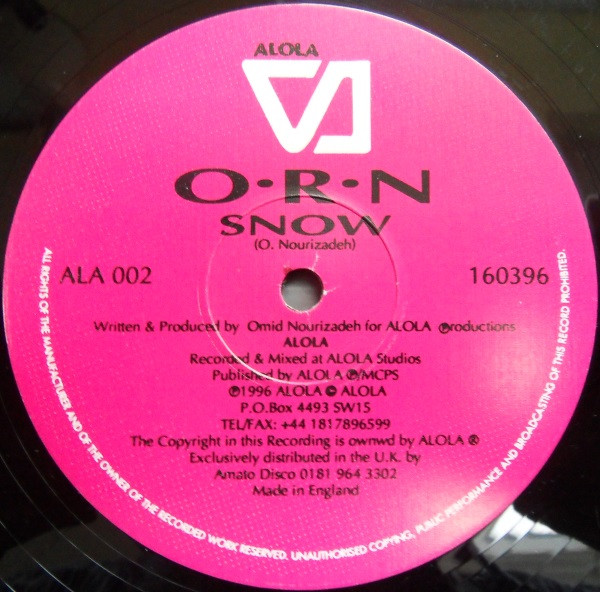 ALOLA
O·R·N
SNOW
(O. Nourizadeh)
ALA 002
160396
Written & Produced by Omid Nourizadeh for ALOLA ℗roductions
ALOLA
Recorded & Mixed at ALOLA Studios
Published by ALOLA ℗/MCPS
℗1996 ALOLA © ALOLA
P.O.Box 4493 SW15
TEL/FAX: +44 1817896599
The Copyright in this Recording is ownwd by ALOLA ®
Exclusively distributed in the U.K. by
Amato Disco 0181 964 3302
Made in England
ALL RIGHTS OF THE MANUFACTURER AND OF THE OWNER OF THE RECORDED WORK RESERVED. UNAUTHORISED COPYING, PUBLIC PERFORMANCE AND BROADCASTING OF THIS RECORD PROHIBITED.